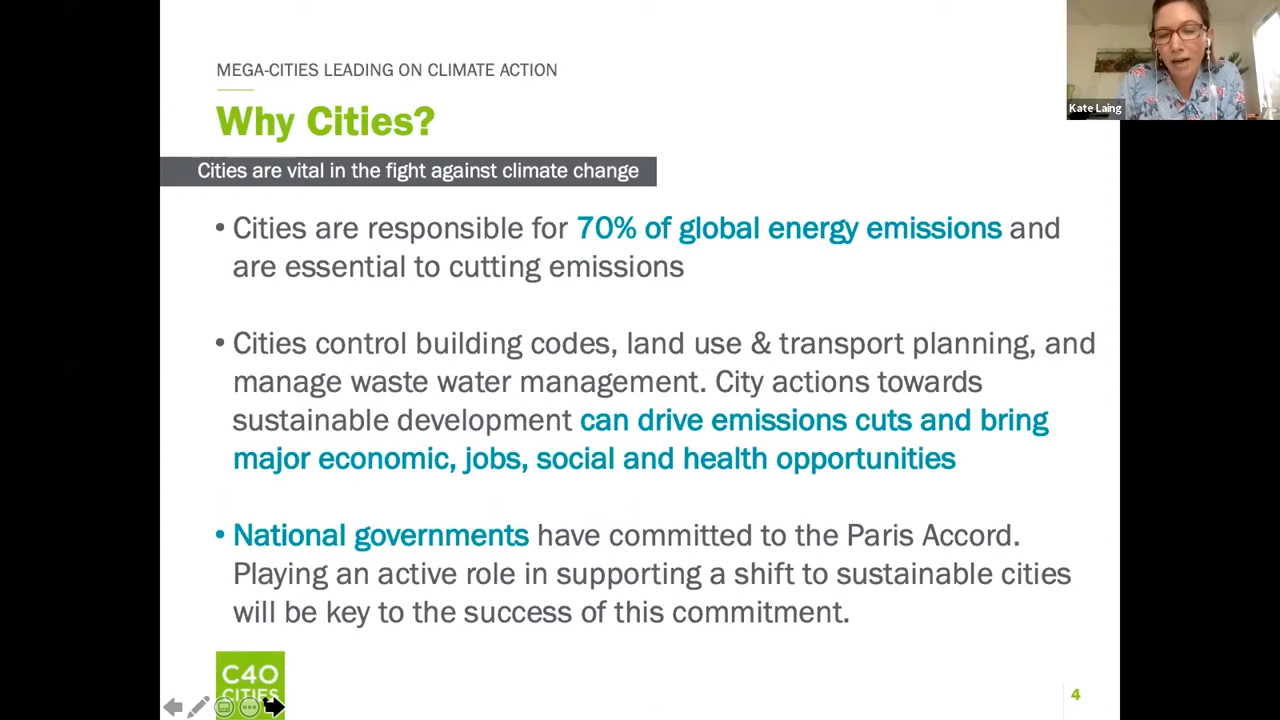 MEGA-CITIES LEADING ON CLIMATE ACTION
Why Cities?
Cities are vital in the fight against climate change
• Cities are responsible for 70% of global energy emissions and
are essential to cutting emissions
• Cities control building codes, land use & transport planning, and
manage waste water management. City actions towards
sustainable development can drive emissions cuts and bring
major economic, jobs, social and health opportunities
• National governments have committed to the Paris Accord.
Playing an active role in supporting a shift to sustainable cities
will be key to the success of this commitment.
C40
CITIES
4
Kate Laing